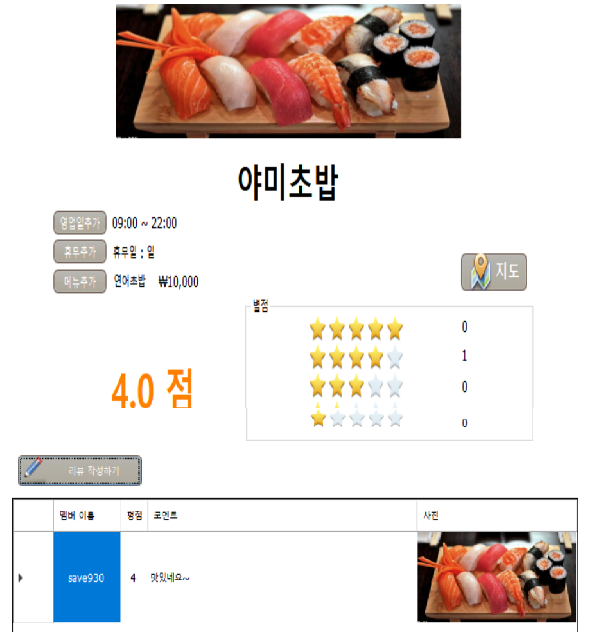 야미초밥
영업일추가 09:00 ~ 22:00
휴무추가 휴무일 : 일
메뉴추가 연어초밥 ₩10,000
지도
별점
0
1
0
0
4.0 점
리뷰 작성하기
멤버 이름 평점 코멘트 사진
save930 4 맛있네요~